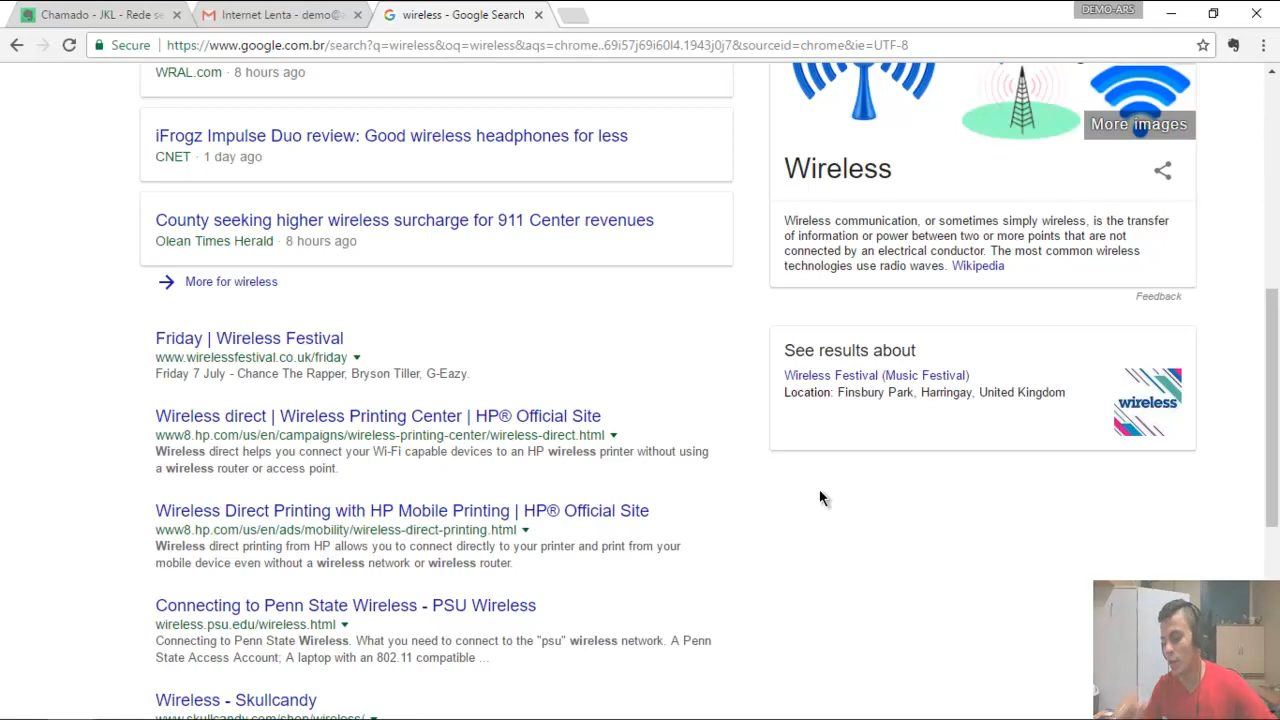 Chamado - JKL - Rede se
Internet Lenta - demo@a
wireless - Google Search
DEMO-ARS
Secure
https://www.google.com.br/search?q=wireless&oq=wireless&aqs=chrome..69i57j69i60l4.1943j0j7&sourceid=chrome&ie=UTF-8
WRAL.com · 8 hours ago
iFrogz Impulse Duo review: Good wireless headphones for less
CNET · 1 day ago
County seeking higher wireless surcharge for 911 Center revenues
Olean Times Herald · 8 hours ago
More for wireless
Friday | Wireless Festival
www.wirelessfestival.co.uk/friday
Friday 7 July - Chance The Rapper, Bryson Tiller, G-Eazy.
Wireless direct | Wireless Printing Center | HP® Official Site
www8.hp.com/us/en/campaigns/wireless-printing-center/wireless-direct.html
Wireless direct helps you connect your Wi-Fi capable devices to an HP wireless printer without using
a wireless router or access point.
Wireless Direct Printing with HP Mobile Printing | HP® Official Site
www8.hp.com/us/en/ads/mobility/wireless-direct-printing.html
Wireless direct printing from HP allows you to connect directly to your printer and print from your
mobile device even without a wireless network or wireless router.
Connecting to Penn State Wireless - PSU Wireless
wireless.psu.edu/wireless.html
Connecting to Penn State Wireless. What you need to connect to the "psu" wireless network. A Penn
State Access Account; A laptop with an 802.11 compatible ...
Wireless - Skullcandy
www.skullcandy.com/shop/wireless/
More images
Wireless
Wireless communication, or sometimes simply wireless, is the transfer
of information or power between two or more points that are not
connected by an electrical conductor. The most common wireless
technologies use radio waves. Wikipedia
Feedback
See results about
Wireless Festival (Music Festival)
Location: Finsbury Park, Harringay, United Kingdom
wireless